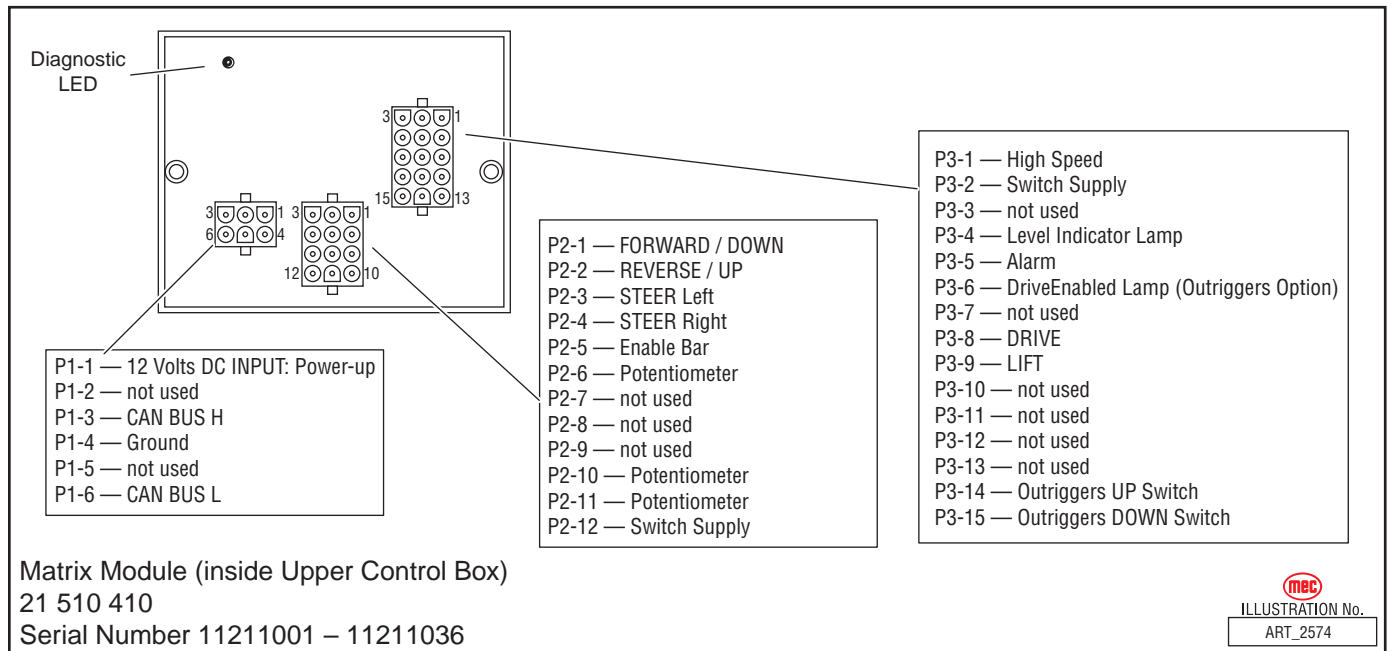 Diagnostic
LED
3 1
15 13
3 1
6 4
3 1
12 10
P1-1 — 12 Volts DC INPUT: Power-up
P1-2 — not used
P1-3 — CAN BUS H
P1-4 — Ground
P1-5 — not used
P1-6 — CAN BUS L
P2-1 — FORWARD / DOWN
P2-2 — REVERSE / UP
P2-3 — STEER Left
P2-4 — STEER Right
P2-5 — Enable Bar
P2-6 — Potentiometer
P2-7 — not used
P2-8 — not used
P2-9 — not used
P2-10 — Potentiometer
P2-11 — Potentiometer
P2-12 — Switch Supply
P3-1 — High Speed
P3-2 — Switch Supply
P3-3 — not used
P3-4 — Level Indicator Lamp
P3-5 — Alarm
P3-6 — DriveEnabled Lamp (Outriggers Option)
P3-7 — not used
P3-8 — DRIVE
P3-9 — LIFT
P3-10 — not used
P3-11 — not used
P3-12 — not used
P3-13 — not used
P3-14 — Outriggers UP Switch
P3-15 — Outriggers DOWN Switch
Matrix Module (inside Upper Control Box)
21 510 410
Serial Number 11211001 – 11211036
mec
ILLUSTRATION No.
ART_2574